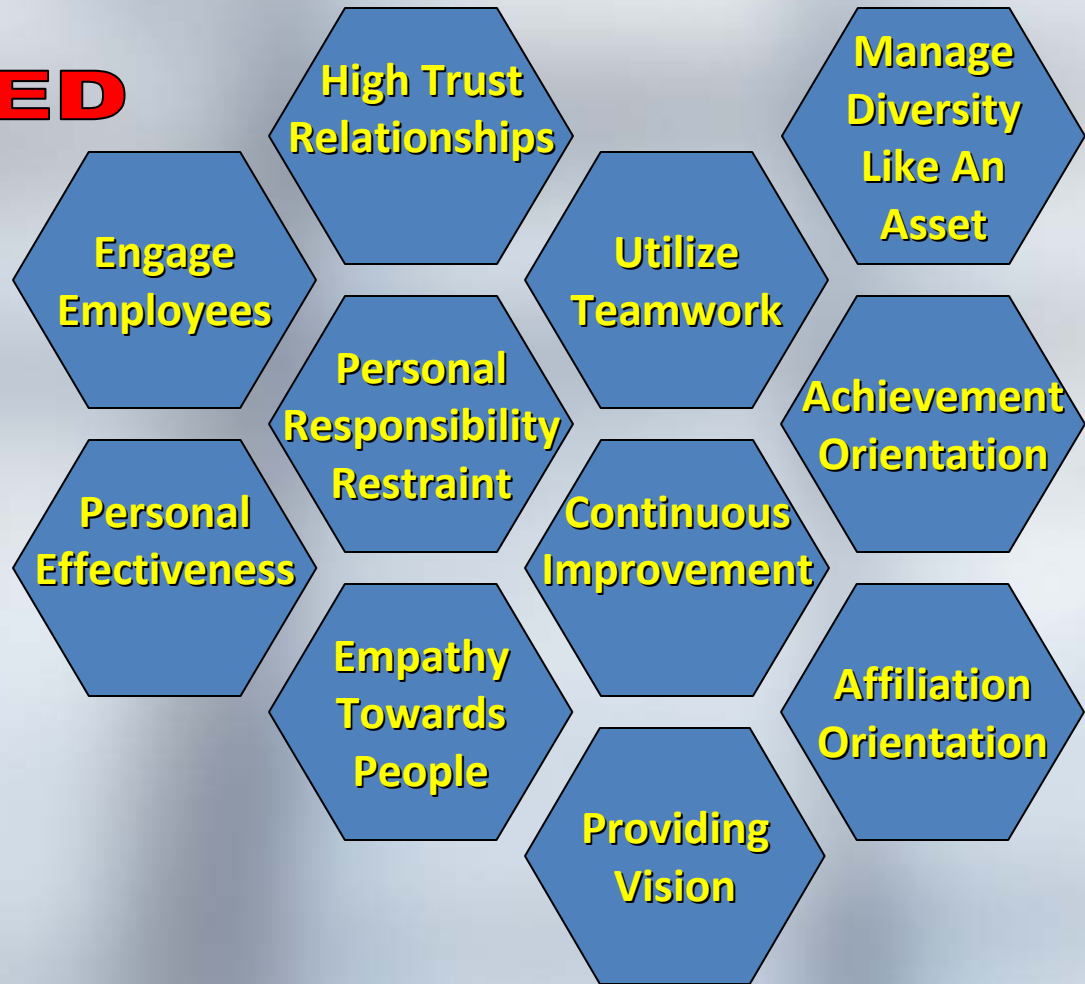 ED
High Trust
Relationships
Manage
Diversity
Like An
Asset
Engage
Employees
Utilize
Teamwork
Personal
Responsibility
Restraint
Achievement
Orientation
Personal
Effectiveness
Continuous
Improvement
Empathy
Towards
People
Affiliation
Orientation
Providing
Vision